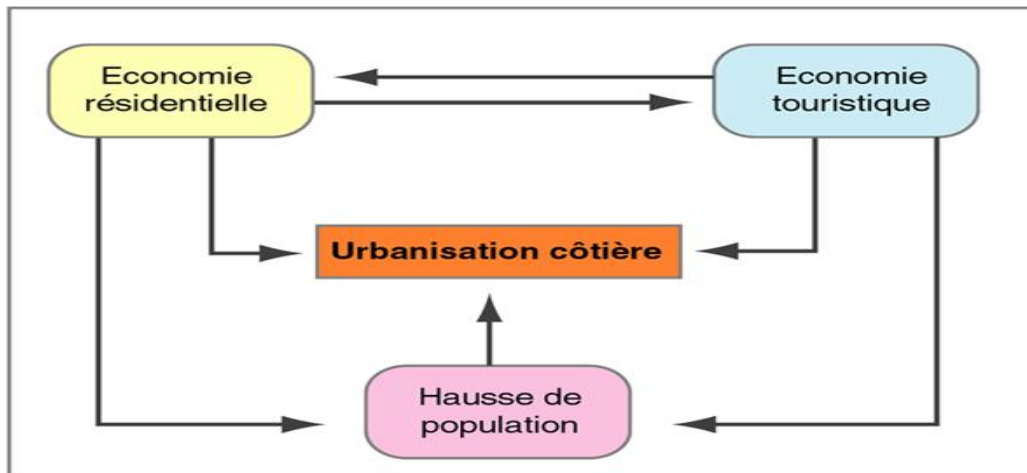 Economie
résidentielle
Economie
touristique
Urbanisation côtière
Hausse de
population